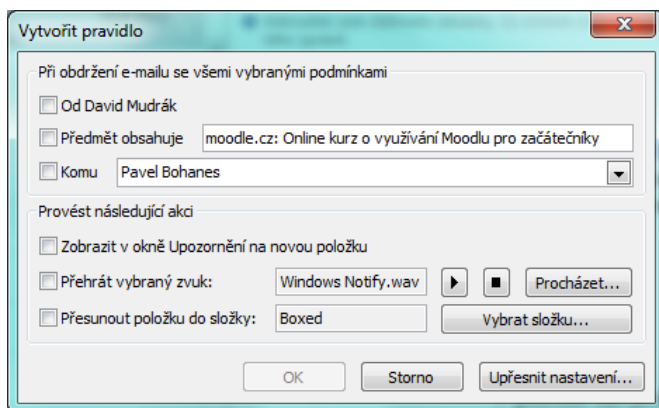 Vytvořit pravidlo
Při obdržení e-mailu se všemi vybranými podmínkami
Od David Mudrák
Předmět obsahuje moodle.cz: Online kurz o využívání Moodlu pro začátečníky
Komu Pavel Bohanes
Provést následující akci
Zobrazit v okně Upozornění na novou položku
Přehrát vybraný zvuk: Windows Notify.wav Procházet...
Přesunout položku do složky: Boxed Vybrat složku...
OK Storno Upřesnit nastavení...